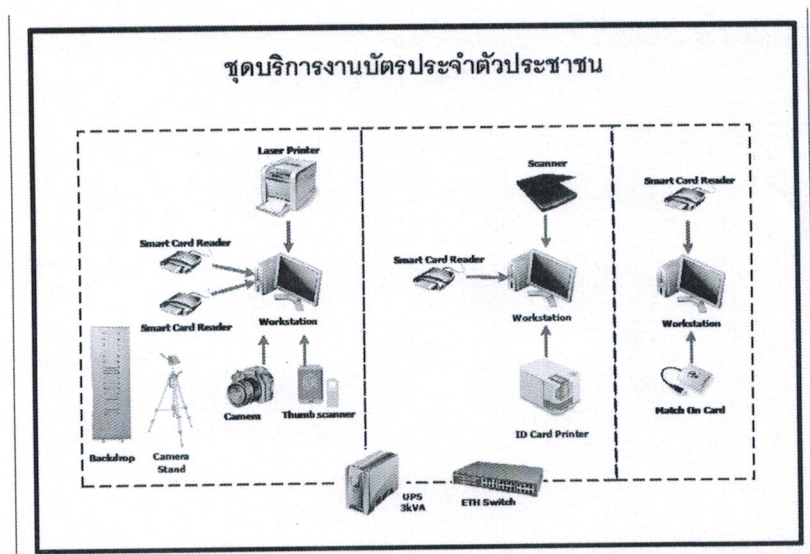 ชุดบริการงานบัตรประจำตัวประชาชน
Laser Printer
Smart Card Reader
Smart Card Reader
Workstation
Backdrop
Camera
Stand
Camera
Thumb scanner
Scanner
Smart Card Reader
Workstation
ID Card Printer
Smart Card Reader
Workstation
Match On Card
UPS
3kVA
ETH Switch